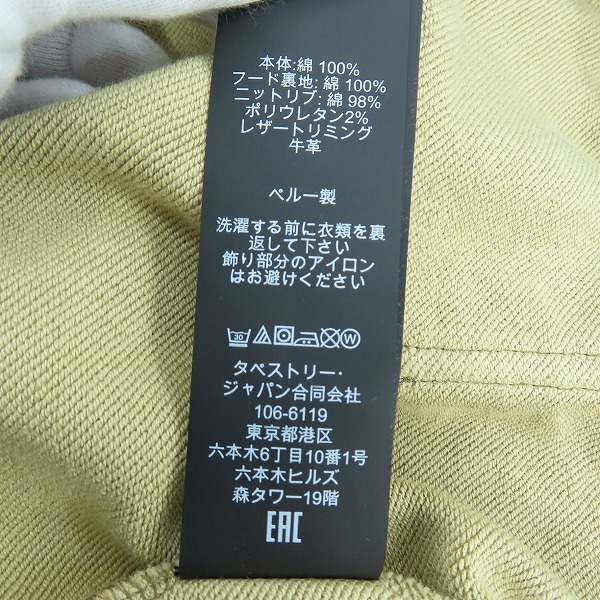 本体:綿 100%
フード裏地: 綿 100%
ニットリブ: 綿 98%
ポリウレタン2%
レザートリミング
牛革
ペルー製
洗濯する前に衣類を裏
返して下さい
飾り部分のアイロン
はお避けください
30 W
タペストリー・
ジャパン合同会社
106-6119
東京都港区
六本木6丁目10番1号
六本木ヒルズ
森タワー19階
EAC